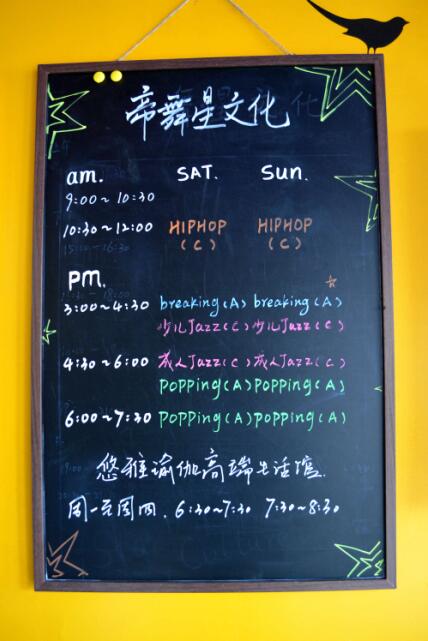 帝舞星文化
am. SAT. Sun.
9:00~10:30
10:30~12:00 HIPHOP HIPHOP
(C) (C)
PM.
3:00~4:30 breaking(A) breaking(A)
少儿Jazz(C) 少儿Jazz(C)
4:30~6:00 成人Jazz(C) 成人Jazz(C)
POPPing(A) POPPing(A)
6:00~7:30 POPPing(A) POPPing(A)
悠雅瑜伽高端生活馆.
周一至周四. 6:30~7:30 7:30~8:30